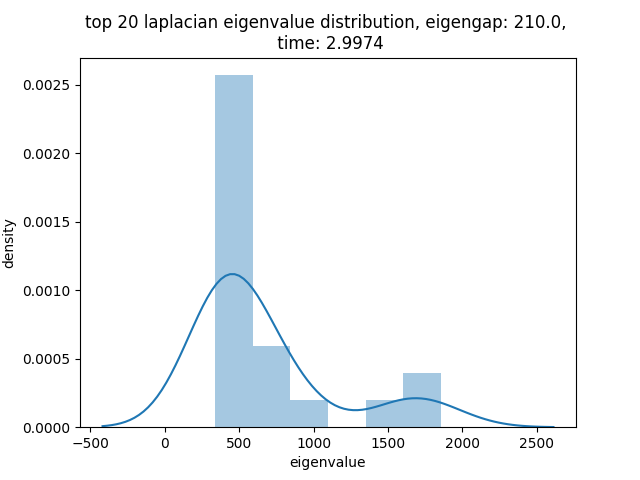 top 20 laplacian eigenvalue distribution, eigengap: 210.0,
time: 2.9974
0.0025
0.0020
0.0015
0.0010
0.0005
0.0000
density
−500 0 500 1000 1500 2000 2500
eigenvalue